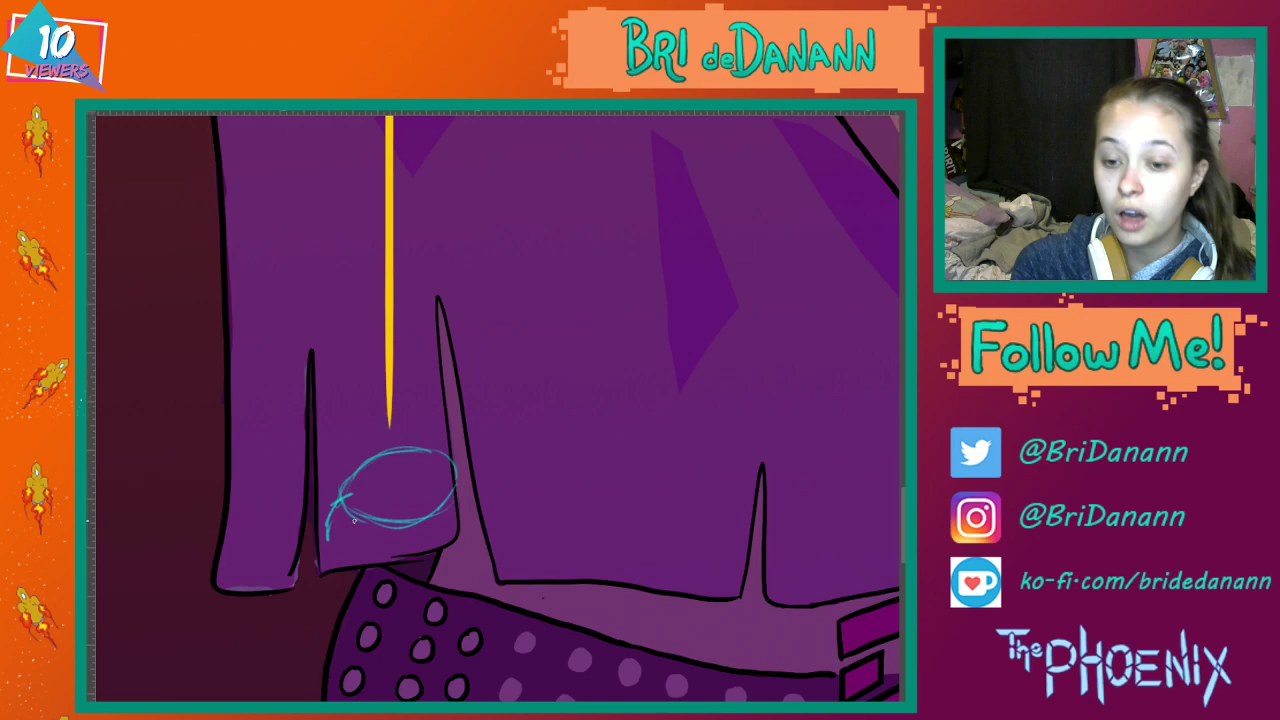 10
VIEWERS
BRI deDANANN
Follow Me!
@BriDanann
@BriDanann
ko-fi.com/bridedanann
The PHOENIX